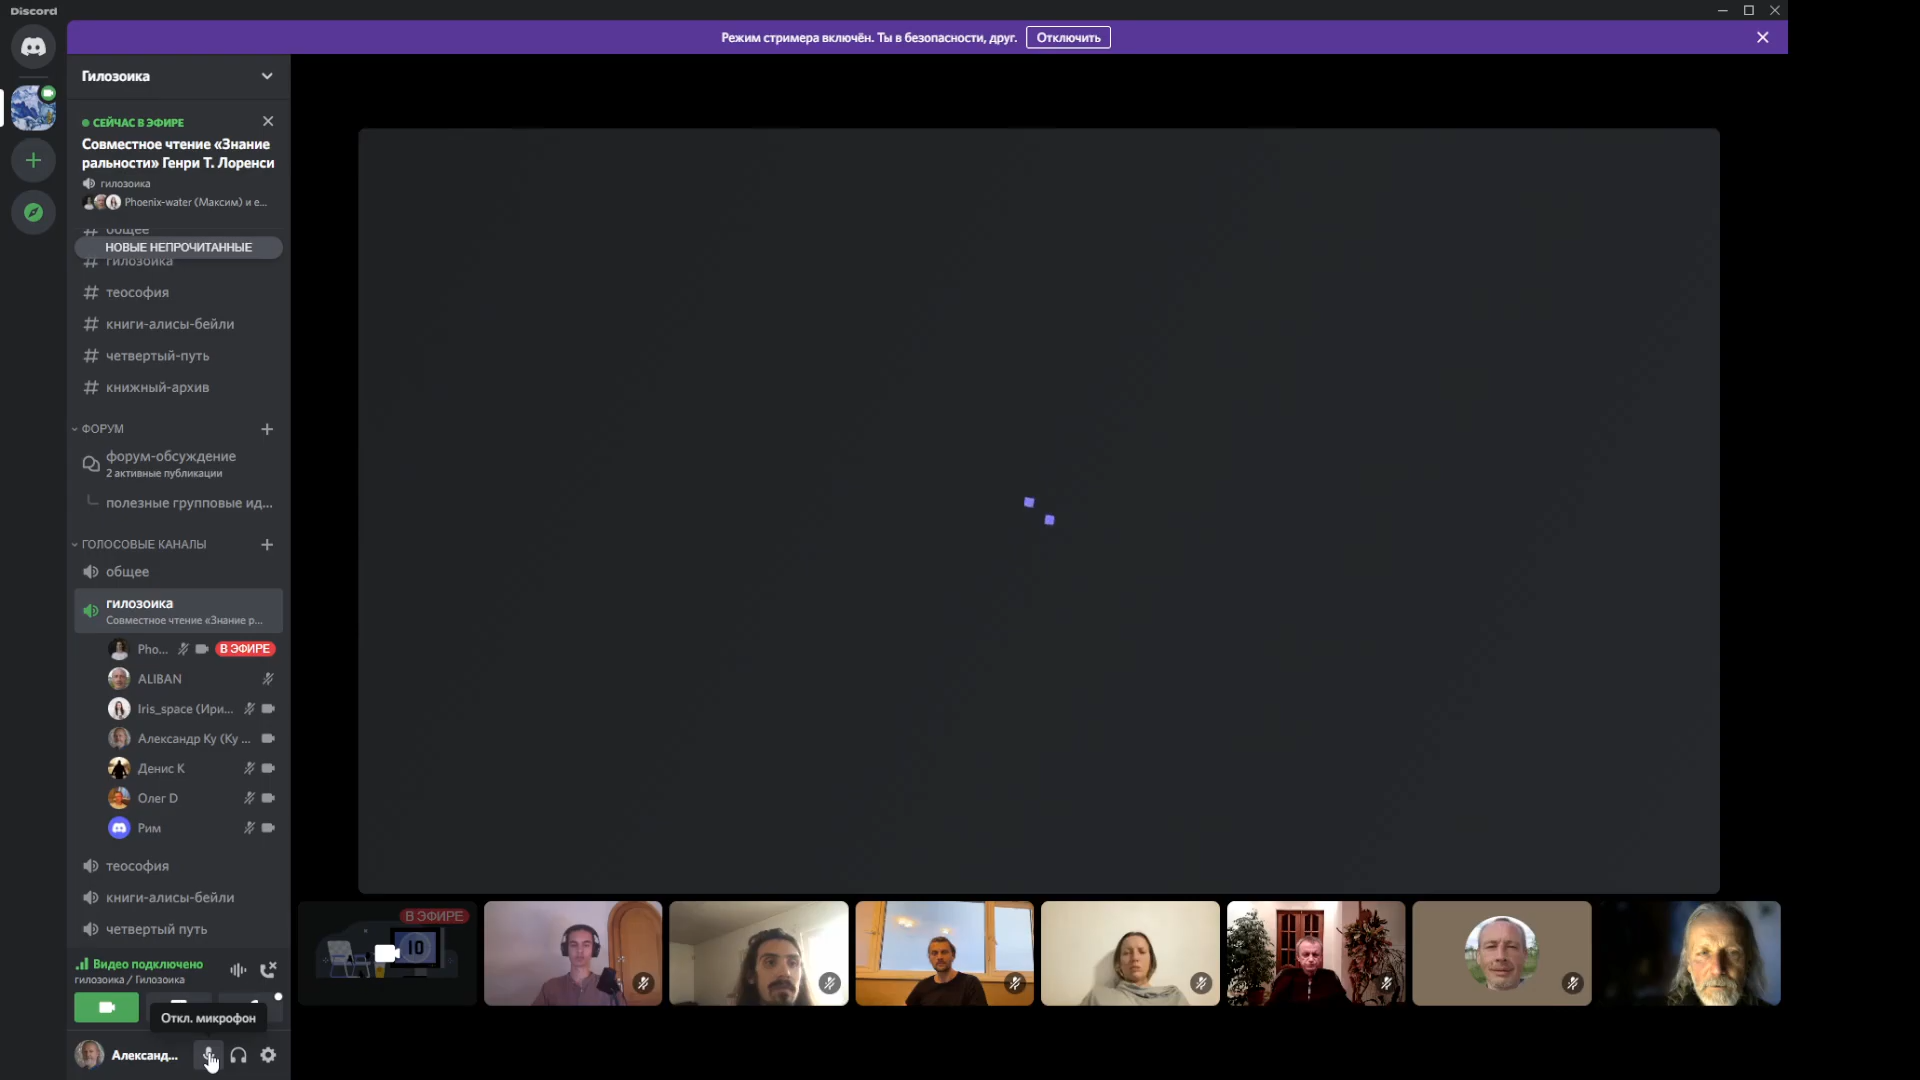 Discord
Режим стримера включён. Ты в безопасности, друг.
Отключить
Гилозоика
СЕЙЧАС В ЭФИРЕ
Совместное чтение «Знание
ральности» Генри Т. Лоренси
гилозоика
Phoenix-water (Максим) и е...
общее
НОВЫЕ НЕПРОЧИТАННЫЕ
гилозоика
теософия
книги-алисы-бейли
четвертый-путь
книжный-архив
ФОРУМ
форум-обсуждение
2 активные публикации
полезные групповые ид...
ГОЛОСОВЫЕ КАНАЛЫ
общее
гилозоика
Совместное чтение «Знание р...
Pho...
В ЭФИРЕ
ALIBAN
Iris_space (Ири...
Александр Ку (Ку ...
Денис К
Олег D
Рим
теософия
книги-алисы-бейли
четвертый путь
В ЭФИРЕ
10
Видео подключено
гилозоика / Гилозоика
Откл. микрофон
Александ...